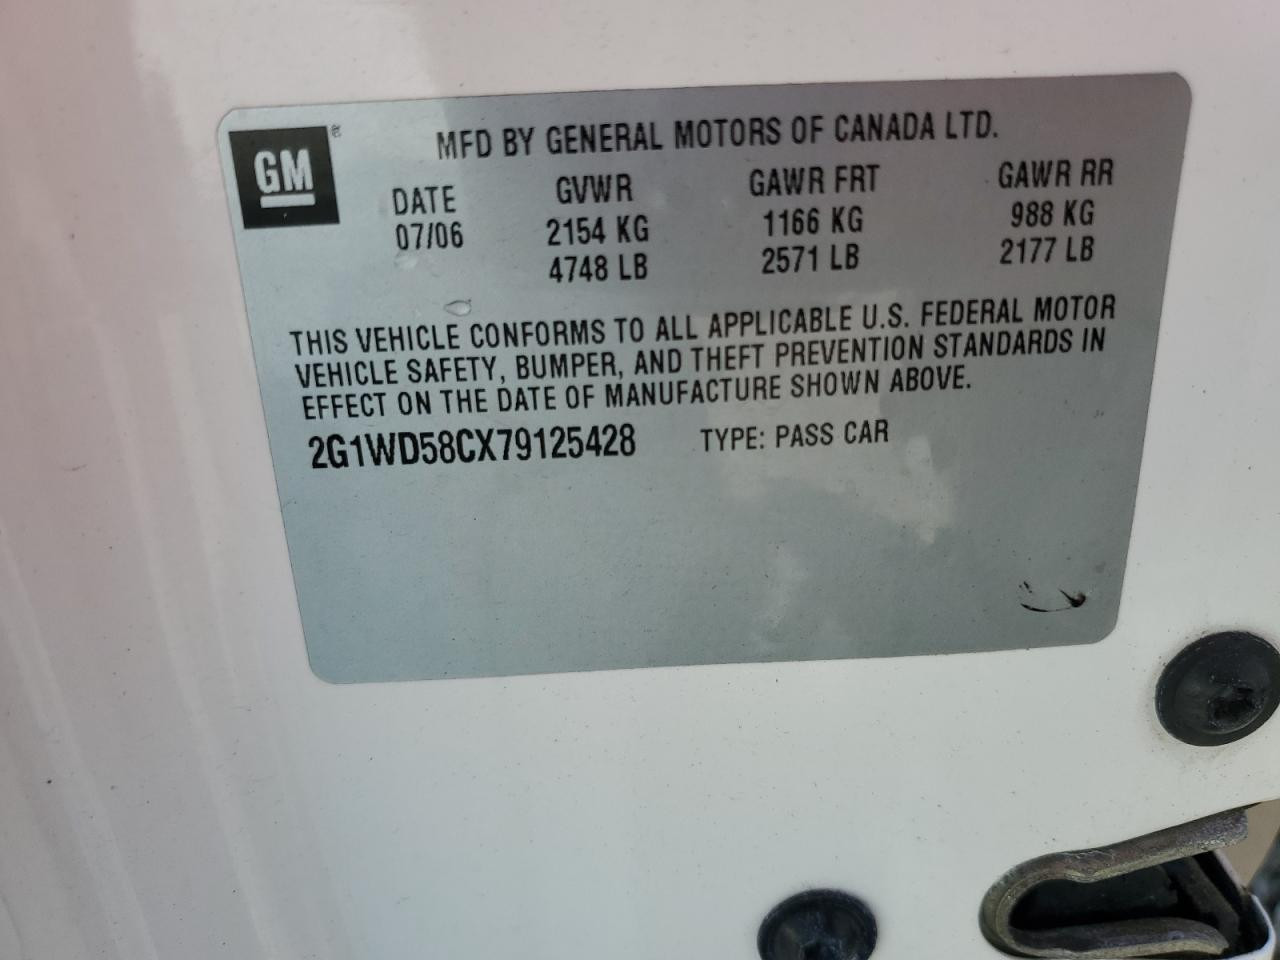 GM ®
MFD BY GENERAL MOTORS OF CANADA LTD.
DATE GVWR GAWR FRT GAWR RR
07/06 2154 KG 1166 KG 988 KG
4748 LB 2571 LB 2177 LB
THIS VEHICLE CONFORMS TO ALL APPLICABLE U.S. FEDERAL MOTOR
VEHICLE SAFETY, BUMPER, AND THEFT PREVENTION STANDARDS IN
EFFECT ON THE DATE OF MANUFACTURE SHOWN ABOVE.
2G1WD58CX79125428 TYPE: PASS CAR